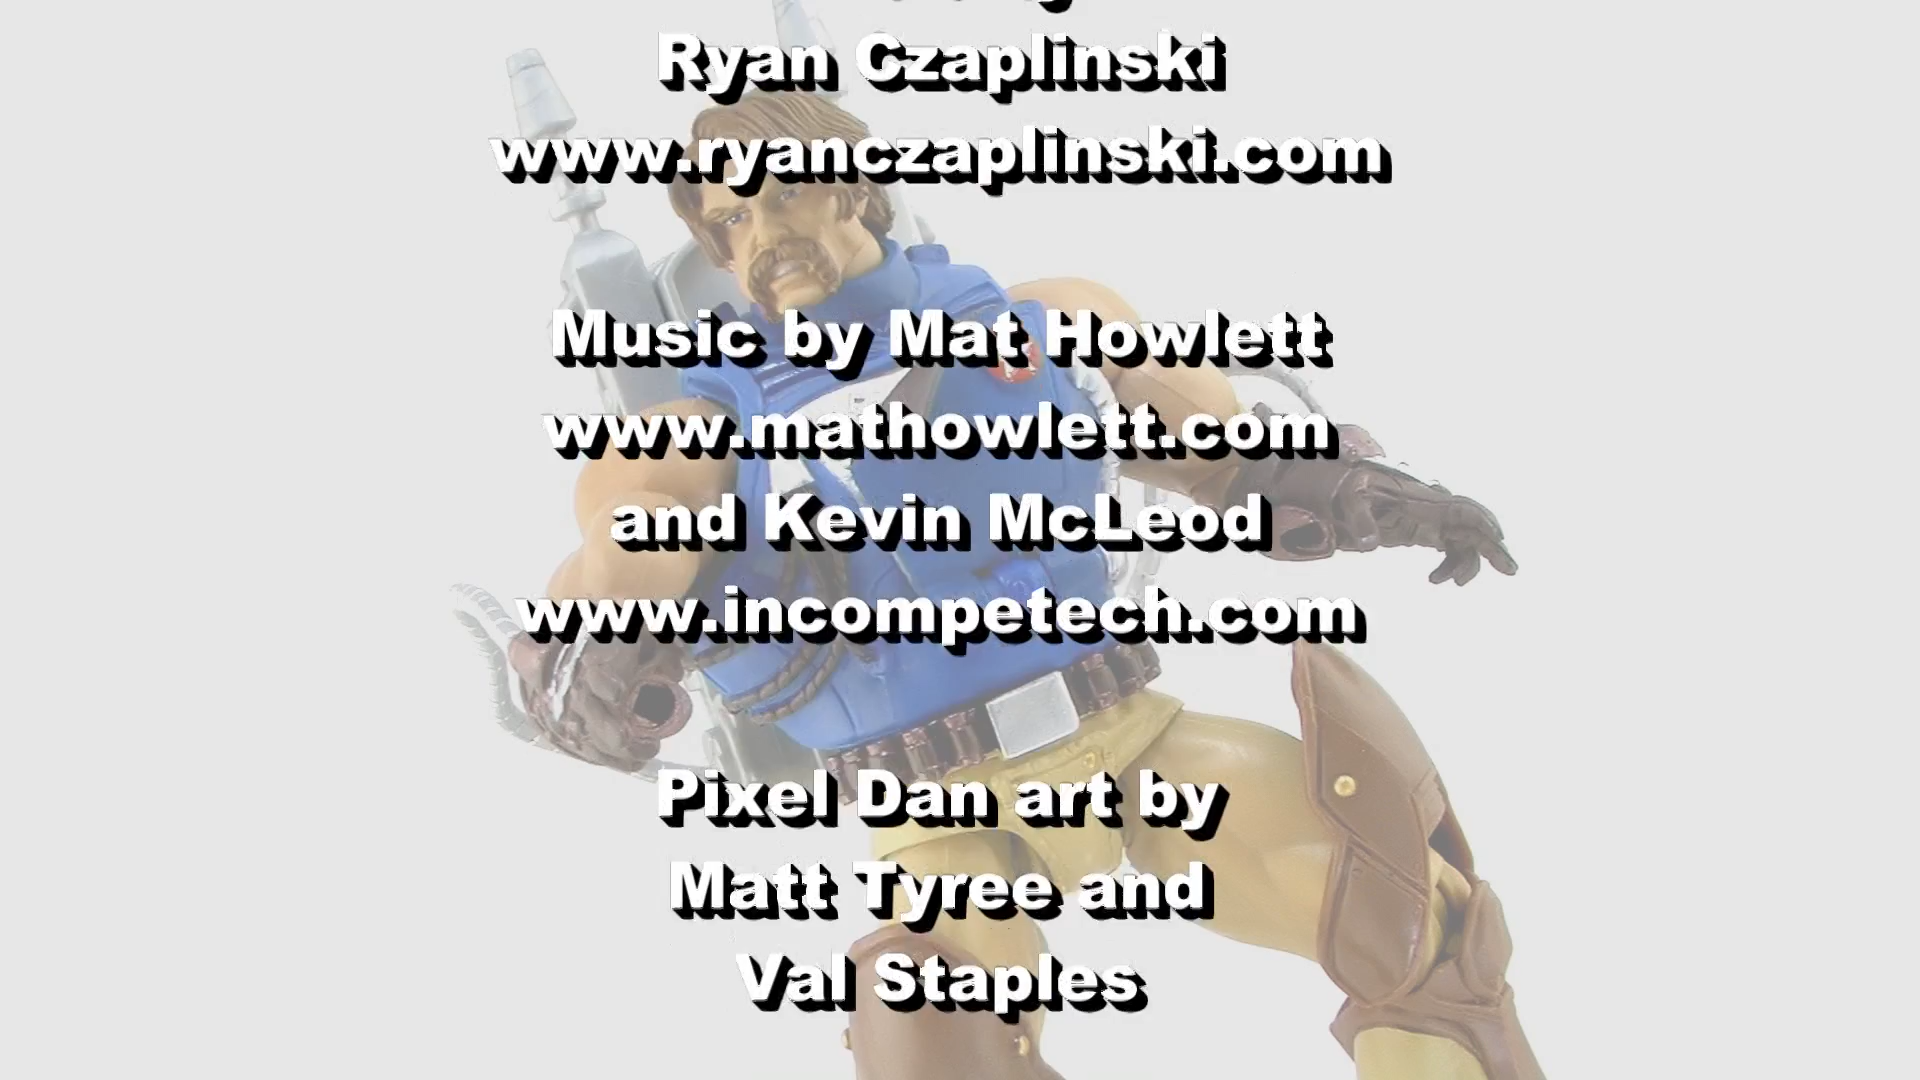 Ryan Czaplinski
www.ryanczaplinski.com
Music by Mat Howlett
www.mathowlett.com
and Kevin McLeod
www.incompetech.com
Pixel Dan art by
Matt Tyree and
Val Staples